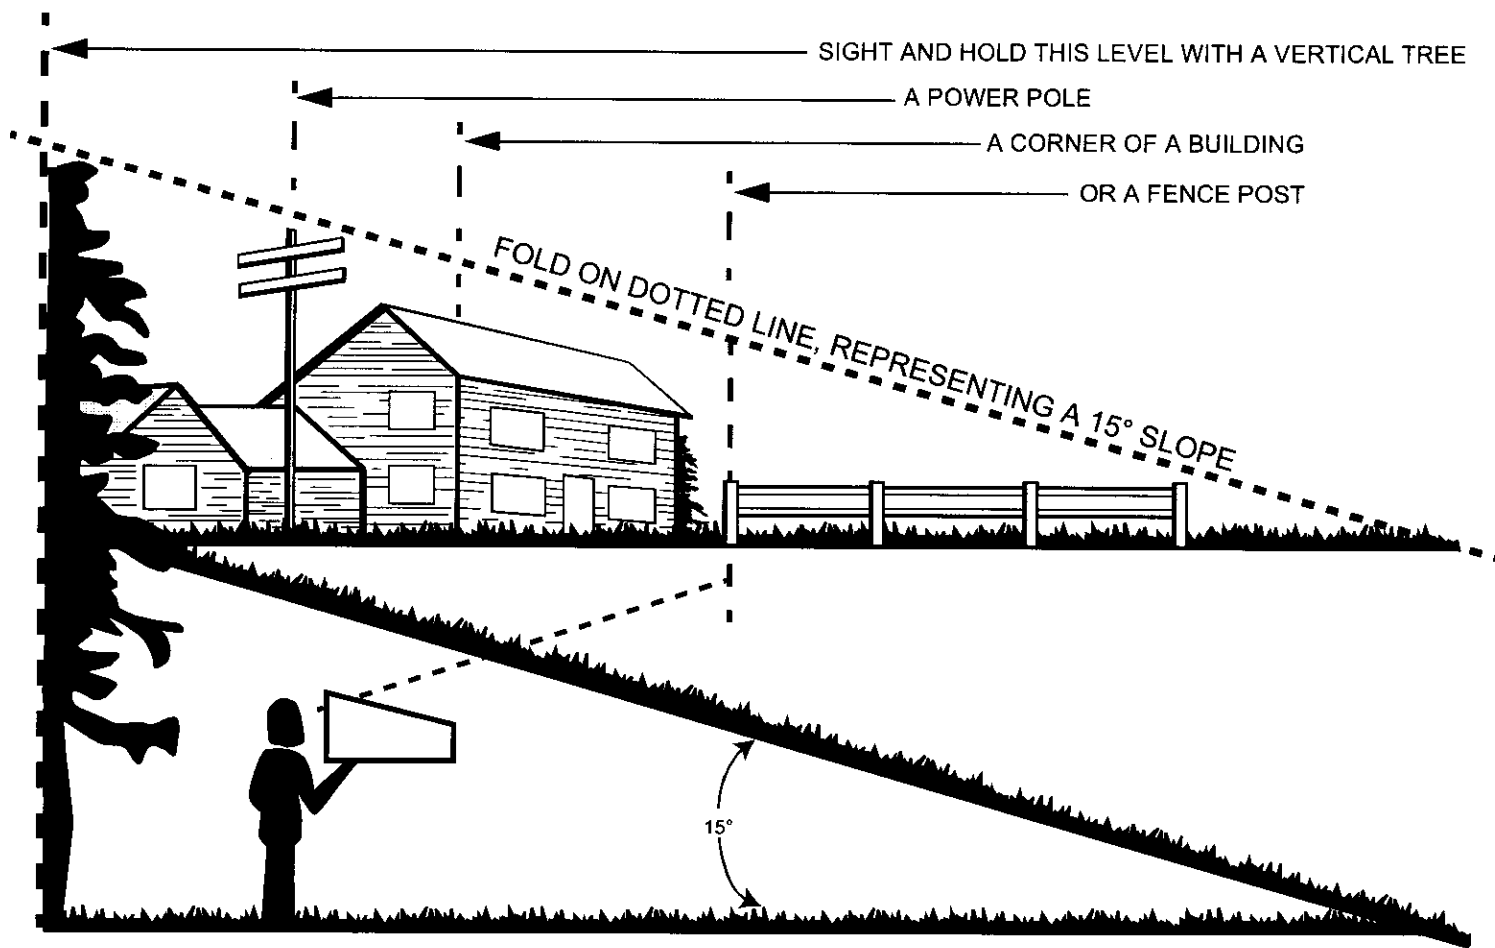 SIGHT AND HOLD THIS LEVEL WITH A VERTICAL TREE
A POWER POLE
A CORNER OF A BUILDING
OR A FENCE POST
FOLD ON DOTTED LINE, REPRESENTING A 15° SLOPE
15°